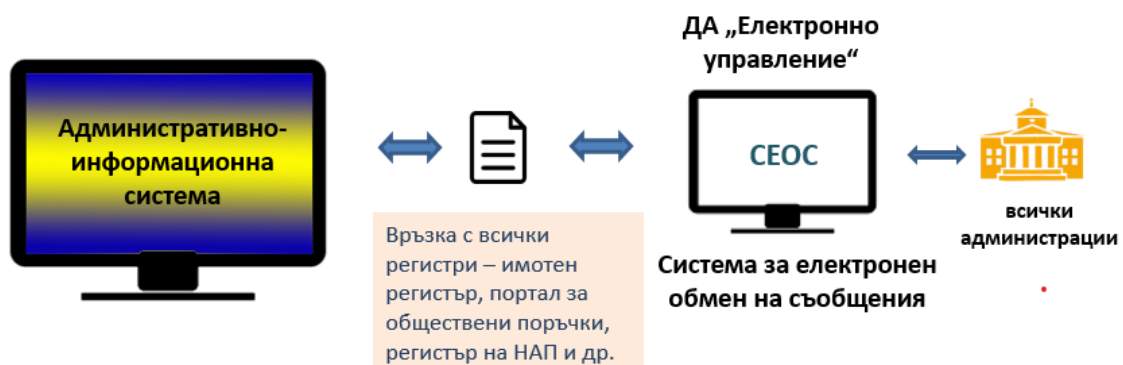 Административно-
информационна
система
Връзка с всички
регистри – имотен
регистър, портал за
обществени поръчки,
регистър на НАП и др.
ДА „Електронно
управление“
СЕОС
Система за електронен
обмен на съобщения
всички
администрации